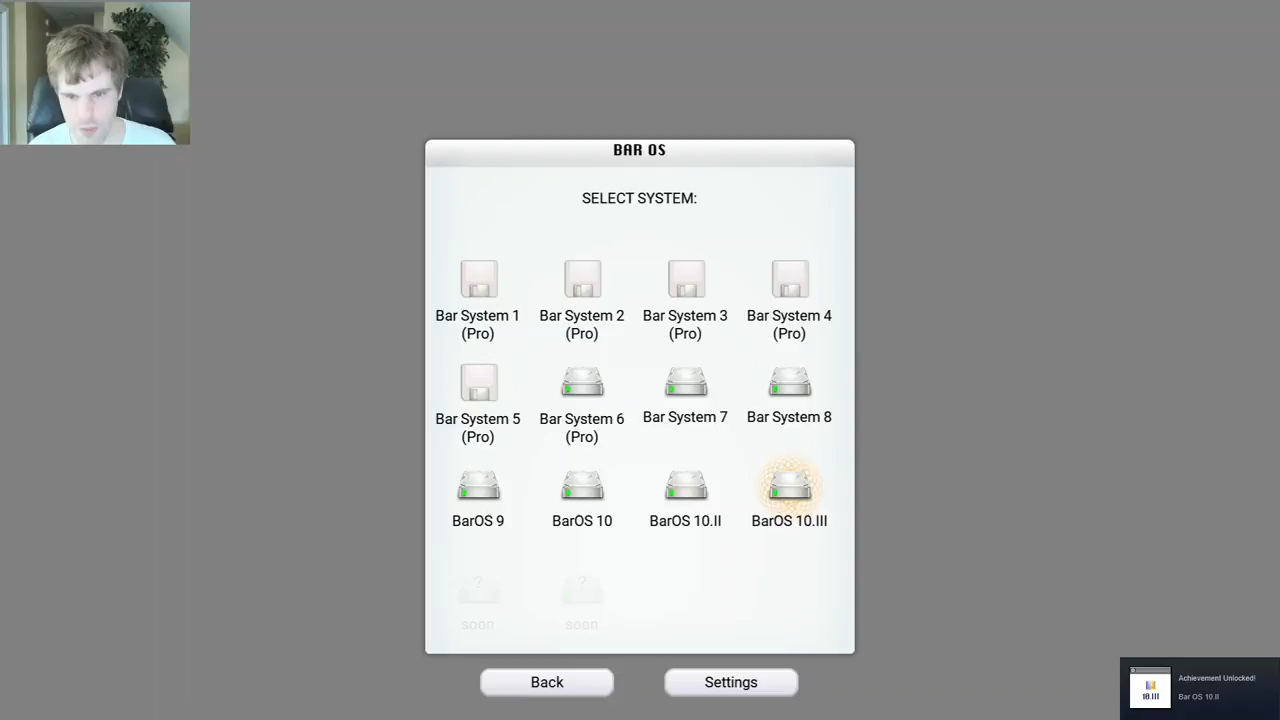 BAR OS
SELECT SYSTEM:
Bar System 1
(Pro)
Bar System 2
(Pro)
Bar System 3
(Pro)
Bar System 4
(Pro)
Bar System 5
(Pro)
Bar System 6
(Pro)
Bar System 7
Bar System 8
BarOS 9
BarOS 10
BarOS 10.II
BarOS 10.III
?
soon
?
soon
Back
Settings
10.III
Achievement Unlocked!
Bar OS 10.II